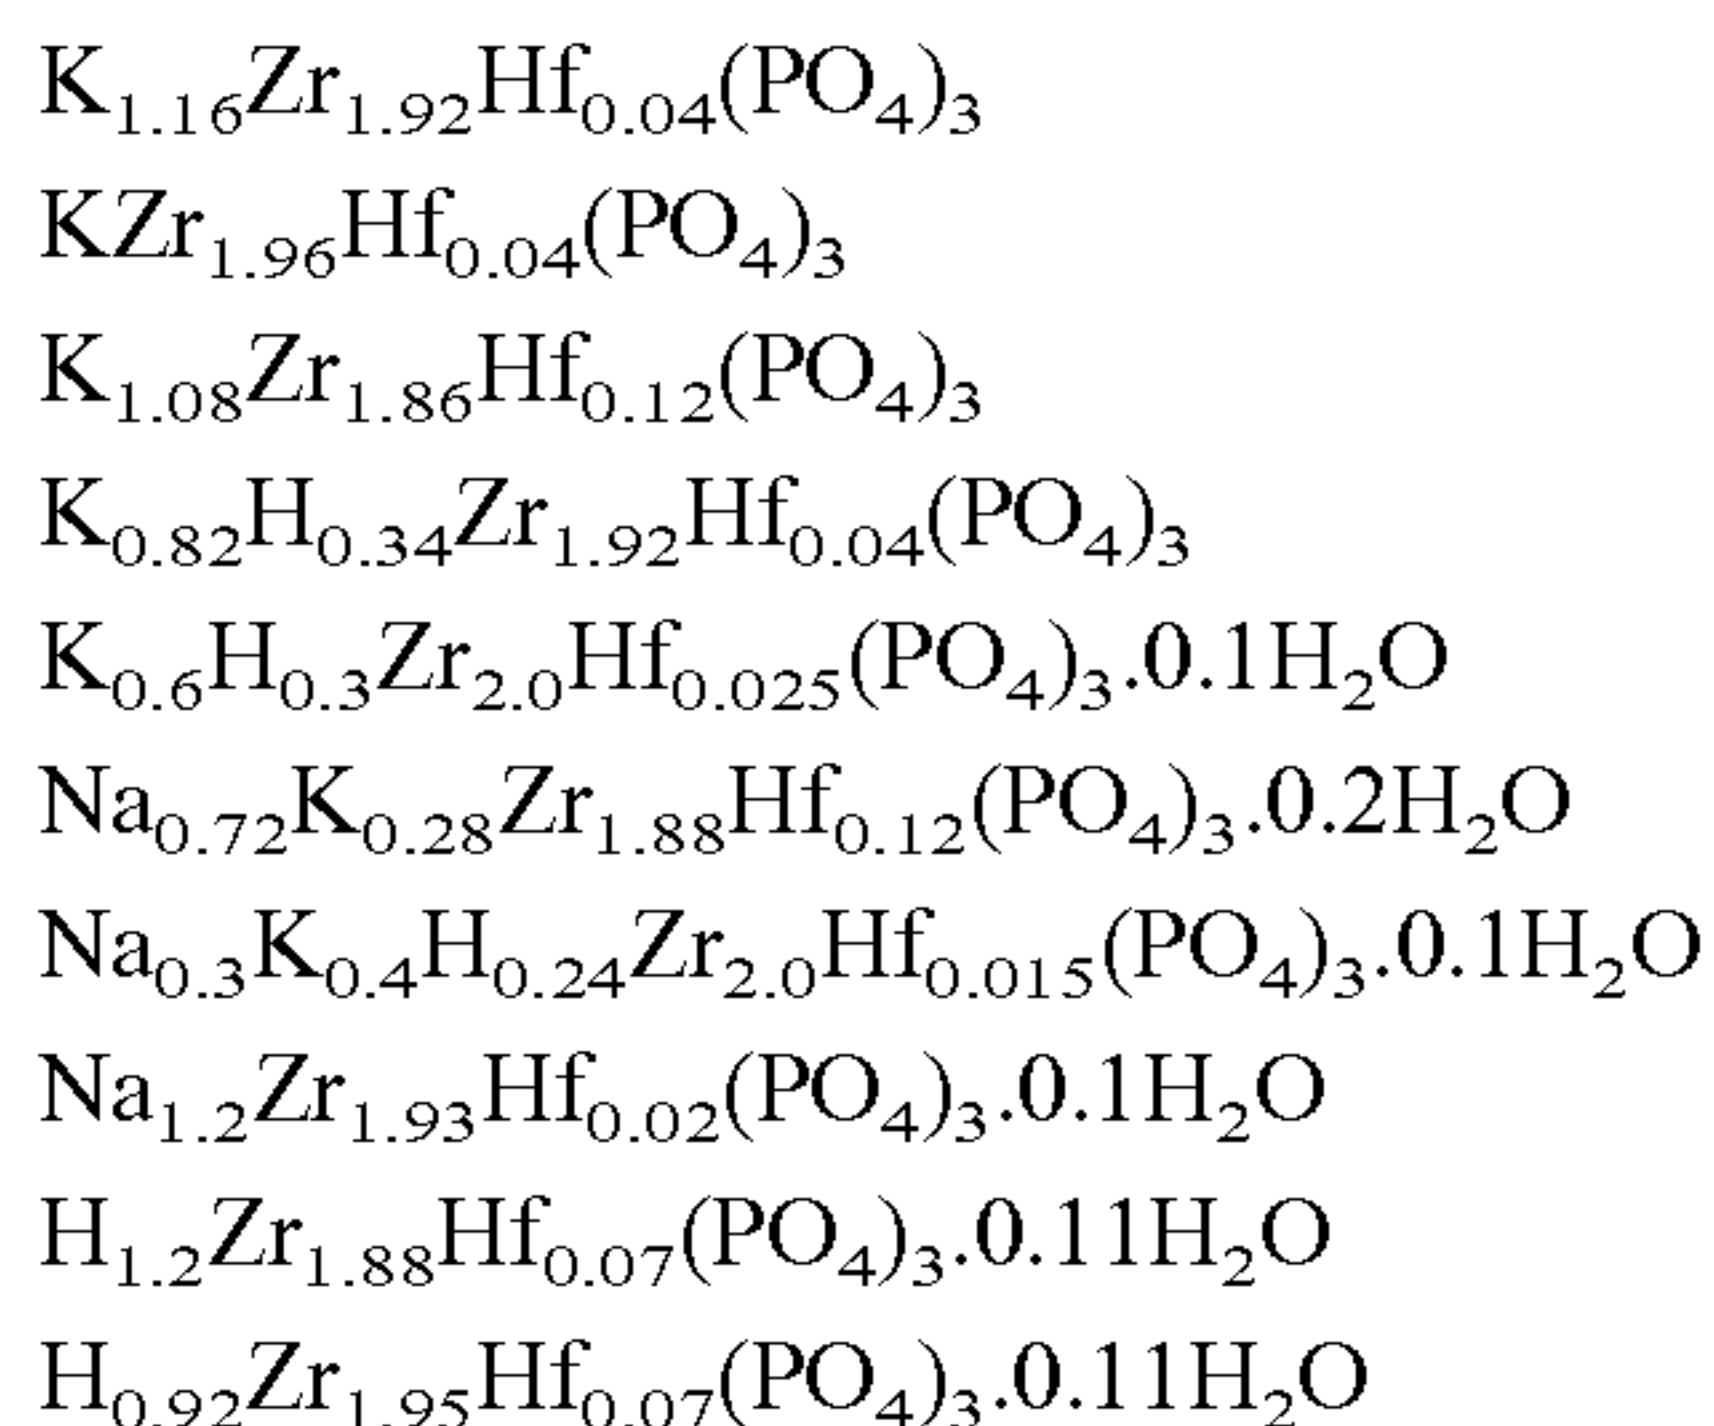 K₁.₁₆Zr₁.₉₂Hf₀.₀₄(PO₄)₃
KZr₁.₉₆Hf₀.₀₄(PO₄)₃
K₁.₀₈Zr₁.₈₆Hf₀.₁₂(PO₄)₃
K₀.₈₂H₀.₃₄Zr₁.₉₂Hf₀.₀₄(PO₄)₃
K₀.₆H₀.₃Zr₂.₀Hf₀.₀₂₅(PO₄)₃.0.1H₂O
Na₀.₇₂K₀.₂₈Zr₁.₈₈Hf₀.₁₂(PO₄)₃.0.2H₂O
Na₀.₃K₀.₄H₀.₂₄Zr₂.₀Hf₀.₀₁₅(PO₄)₃.0.1H₂O
Na₁.₂Zr₁.₉₃Hf₀.₀₂(PO₄)₃.0.1H₂O
H₁.₂Zr₁.₈₈Hf₀.₀₇(PO₄)₃.0.11H₂O
H₀.₉₂Zr₁.₉₅Hf₀.₀₇(PO₄)₃.0.11H₂O